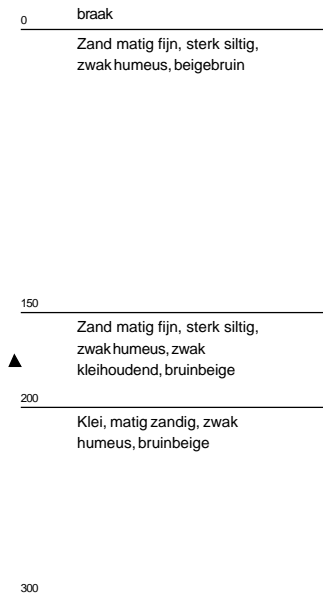 0
braak
Zand matig fijn, sterk siltig,
zwak humeus, beigebruin
150
Zand matig fijn, sterk siltig,
zwak humeus, zwak
kleihoudend, bruinbeige
200
Klei, matig zandig, zwak
humeus, bruinbeige
300